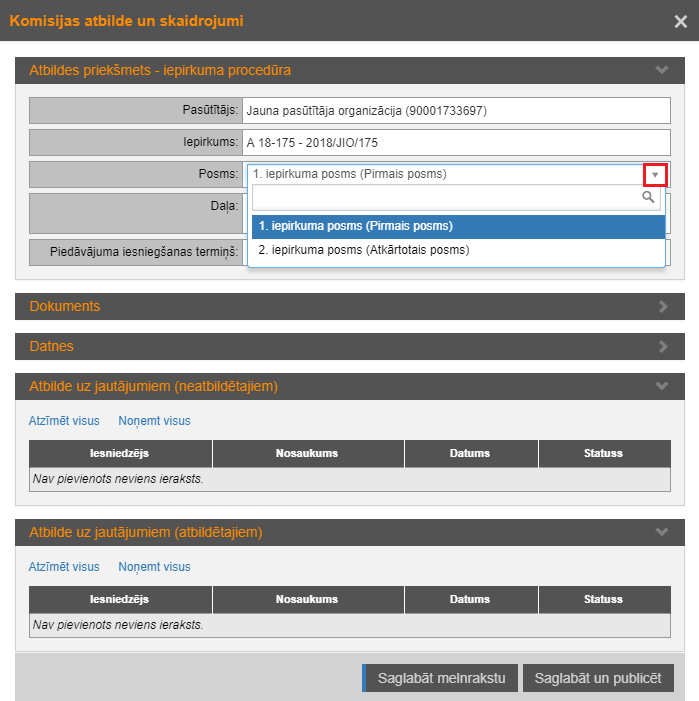 Komisijas atbilde un skaidrojumi
Atbildes priekšmets - iepirkuma procedūra
Pasūtītājs: Jauna pasūtītāja organizācija (90001733697)
Iepirkums: A 18-175 - 2018/JIO/175
Posms: 1. iepirkuma posms (Pirmais posms)
Daļa:
1. iepirkuma posms (Pirmais posms)
2. iepirkuma posms (Atkārtotais posms)
Piedāvājuma iesniegšanas termiņš:
Dokuments
Datnes
Atbilde uz jautājumiem (neatbildētajiem)
Atzīmēt visus Noņemt visus
Iesniedzējs Nosaukums Datums Statuss
Nav pievienots neviens ieraksts.
Atbilde uz jautājumiem (atbildētajiem)
Atzīmēt visus Noņemt visus
Iesniedzējs Nosaukums Datums Statuss
Nav pievienots neviens ieraksts.
Saglabāt melnrakstu Saglabāt un publicēt